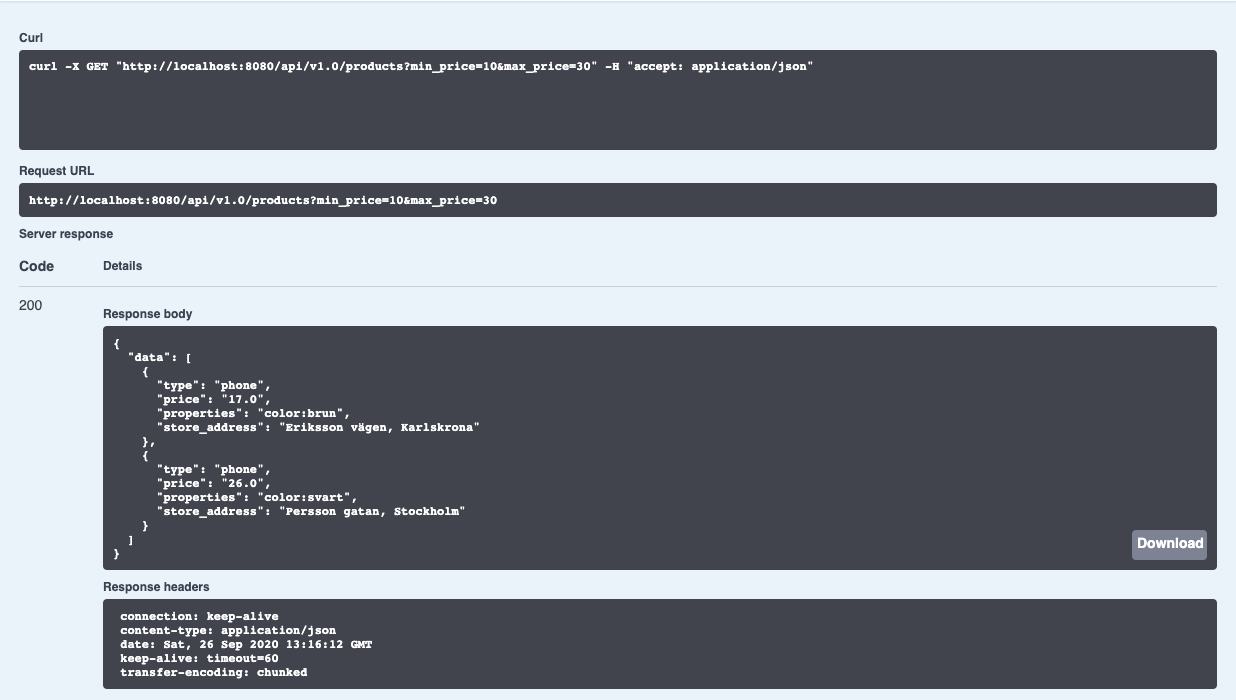 Curl
curl -X GET "http://localhost:8080/api/v1.0/products?min_price=10&max_price=30" -H "accept: application/json"
Request URL
http://localhost:8080/api/v1.0/products?min_price=10&max_price=30
Server response
Code Details
200
Response body
{
  "data": [
    {
      "type": "phone",
      "price": "17.0",
      "properties": "color:brun",
      "store_address": "Eriksson vägen, Karlskrona"
    },
    {
      "type": "phone",
      "price": "26.0",
      "properties": "color:svart",
      "store_address": "Persson gatan, Stockholm"
    }
  ]
}
Download
Response headers
connection: keep-alive
content-type: application/json
date: Sat, 26 Sep 2020 13:16:12 GMT
keep-alive: timeout=60
transfer-encoding: chunked